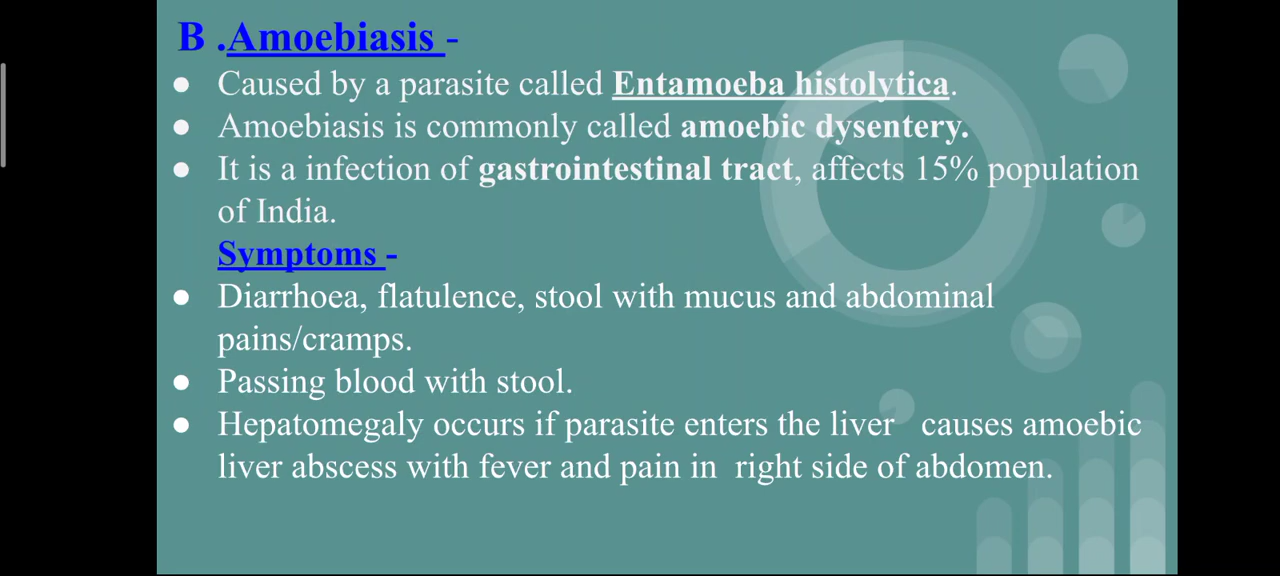 B .Amoebiasis -
● Caused by a parasite called Entamoeba histolytica.
● Amoebiasis is commonly called amoebic dysentery.
● It is a infection of gastrointestinal tract, affects 15% population
of India.
Symptoms -
● Diarrhoea, flatulence, stool with mucus and abdominal
pains/cramps.
● Passing blood with stool.
● Hepatomegaly occurs if parasite enters the liver causes amoebic
liver abscess with fever and pain in right side of abdomen.